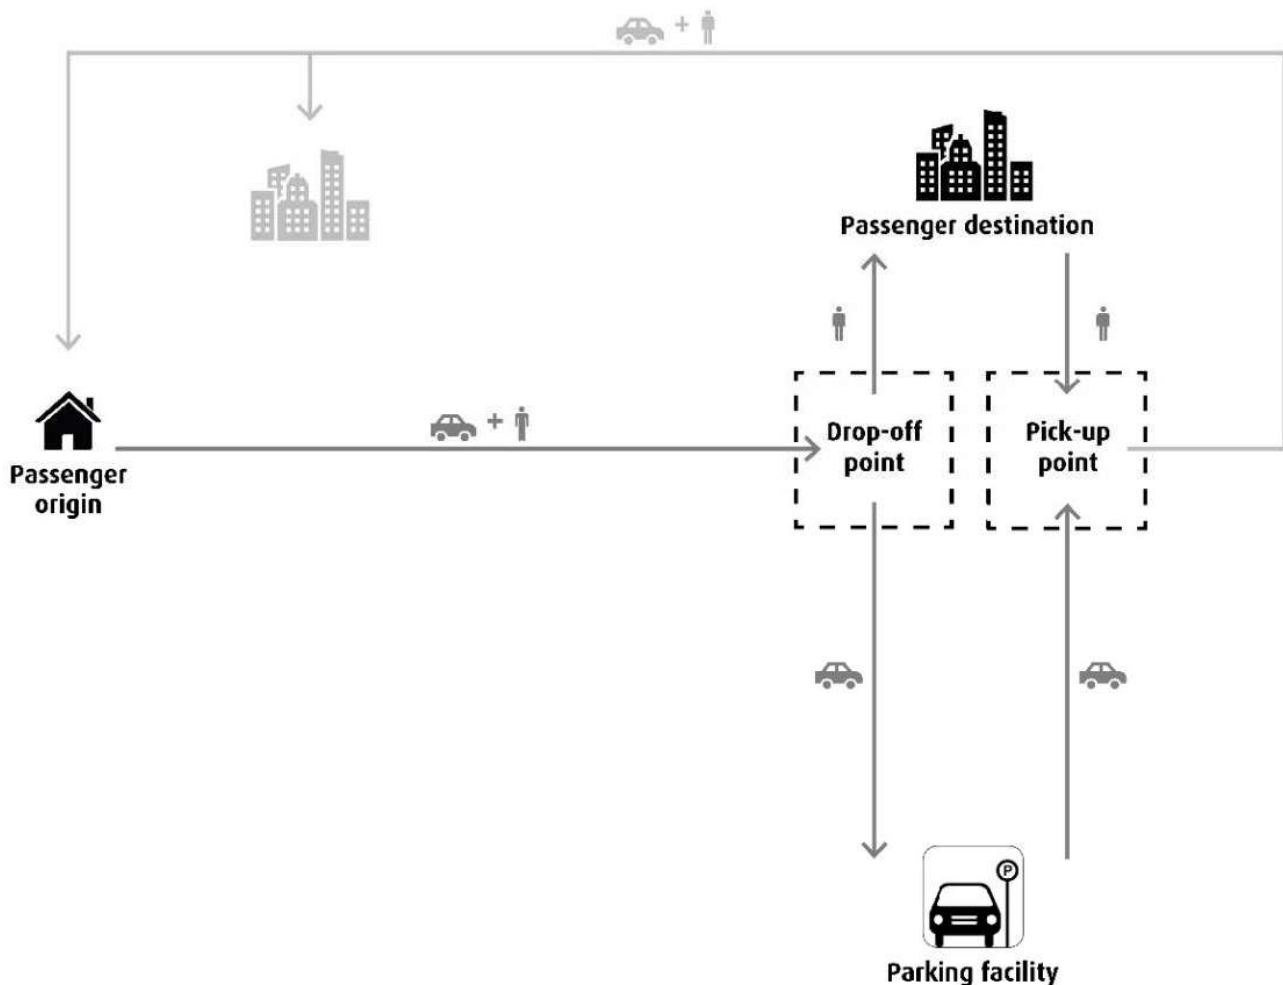 +
Passenger destination
+
Drop-off
point
Pick-up
point
Passenger
origin
P
Parking facility